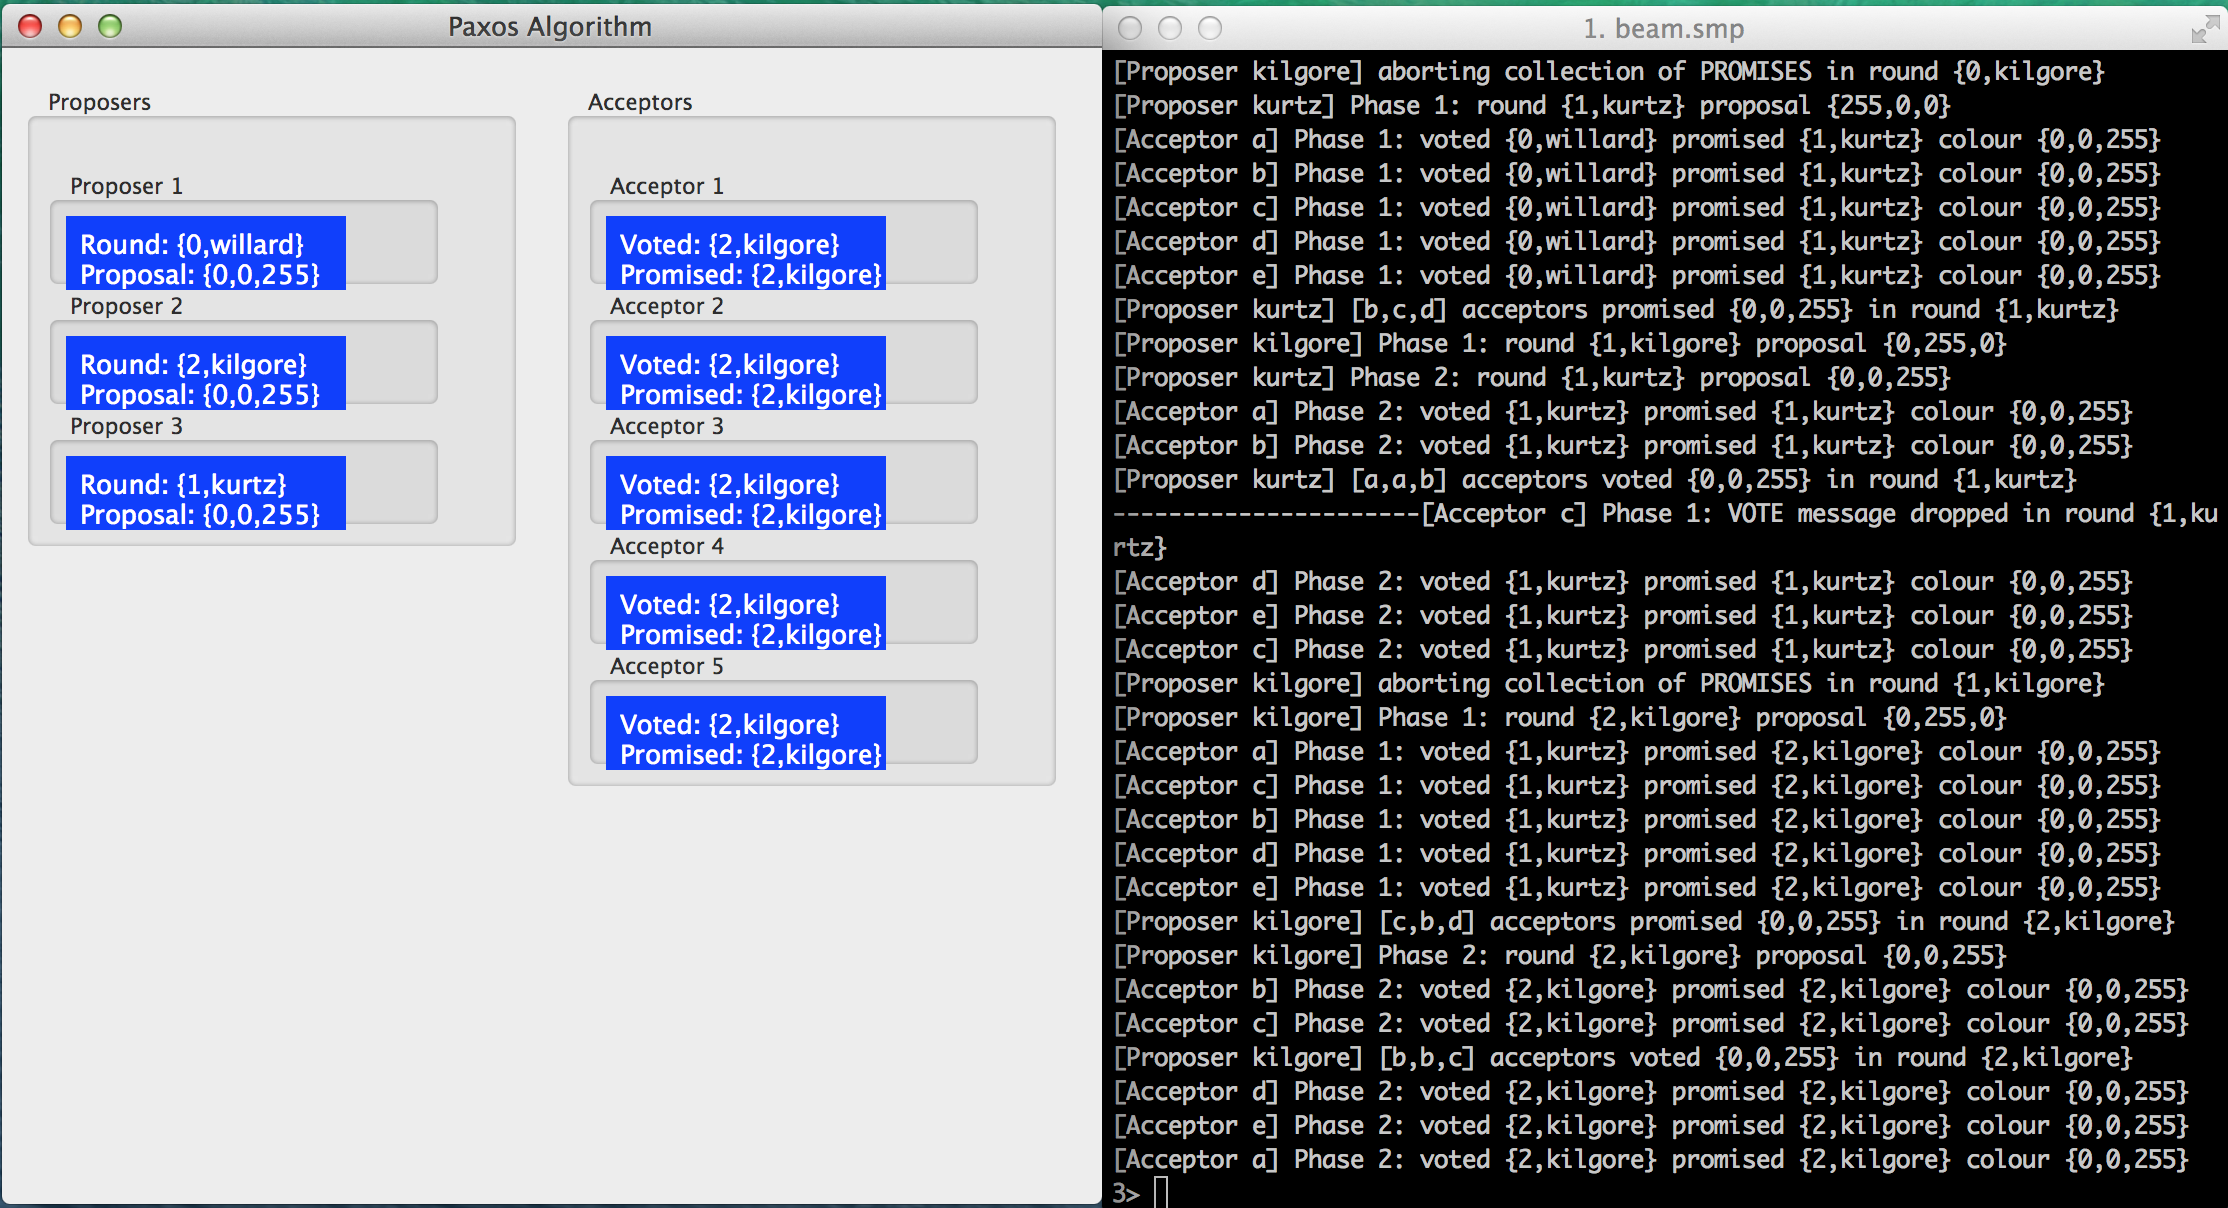 Paxos Algorithm
Proposers
Proposer 1
Round: {0,willard}
Proposal: {0,0,255}
Proposer 2
Round: {2,kilgore}
Proposal: {0,0,255}
Proposer 3
Round: {1,kurtz}
Proposal: {0,0,255}
Acceptors
Acceptor 1
Voted: {2,kilgore}
Promised: {2,kilgore}
Acceptor 2
Voted: {2,kilgore}
Promised: {2,kilgore}
Acceptor 3
Voted: {2,kilgore}
Promised: {2,kilgore}
Acceptor 4
Voted: {2,kilgore}
Promised: {2,kilgore}
Acceptor 5
Voted: {2,kilgore}
Promised: {2,kilgore}
1. beam.smp
[Proposer kilgore] aborting collection of PROMISES in round {0,kilgore}
[Proposer kurtz] Phase 1: round {1,kurtz} proposal {255,0,0}
[Acceptor a] Phase 1: voted {0,willard} promised {1,kurtz} colour {0,0,255}
[Acceptor b] Phase 1: voted {0,willard} promised {1,kurtz} colour {0,0,255}
[Acceptor c] Phase 1: voted {0,willard} promised {1,kurtz} colour {0,0,255}
[Acceptor d] Phase 1: voted {0,willard} promised {1,kurtz} colour {0,0,255}
[Acceptor e] Phase 1: voted {0,willard} promised {1,kurtz} colour {0,0,255}
[Proposer kurtz] [b,c,d] acceptors promised {0,0,255} in round {1,kurtz}
[Proposer kilgore] Phase 1: round {1,kilgore} proposal {0,255,0}
[Proposer kurtz] Phase 2: round {1,kurtz} proposal {0,0,255}
[Acceptor a] Phase 2: voted {1,kurtz} promised {1,kurtz} colour {0,0,255}
[Acceptor b] Phase 2: voted {1,kurtz} promised {1,kurtz} colour {0,0,255}
[Proposer kurtz] [a,a,b] acceptors voted {0,0,255} in round {1,kurtz}
----------------------[Acceptor c] Phase 1: VOTE message dropped in round {1,ku
rtz}
[Acceptor d] Phase 2: voted {1,kurtz} promised {1,kurtz} colour {0,0,255}
[Acceptor e] Phase 2: voted {1,kurtz} promised {1,kurtz} colour {0,0,255}
[Acceptor c] Phase 2: voted {1,kurtz} promised {1,kurtz} colour {0,0,255}
[Proposer kilgore] aborting collection of PROMISES in round {1,kilgore}
[Proposer kilgore] Phase 1: round {2,kilgore} proposal {0,255,0}
[Acceptor a] Phase 1: voted {1,kurtz} promised {2,kilgore} colour {0,0,255}
[Acceptor c] Phase 1: voted {1,kurtz} promised {2,kilgore} colour {0,0,255}
[Acceptor b] Phase 1: voted {1,kurtz} promised {2,kilgore} colour {0,0,255}
[Acceptor d] Phase 1: voted {1,kurtz} promised {2,kilgore} colour {0,0,255}
[Acceptor e] Phase 1: voted {1,kurtz} promised {2,kilgore} colour {0,0,255}
[Proposer kilgore] [c,b,d] acceptors promised {0,0,255} in round {2,kilgore}
[Proposer kilgore] Phase 2: round {2,kilgore} proposal {0,0,255}
[Acceptor b] Phase 2: voted {2,kilgore} promised {2,kilgore} colour {0,0,255}
[Acceptor c] Phase 2: voted {2,kilgore} promised {2,kilgore} colour {0,0,255}
[Proposer kilgore] [b,b,c] acceptors voted {0,0,255} in round {2,kilgore}
[Acceptor d] Phase 2: voted {2,kilgore} promised {2,kilgore} colour {0,0,255}
[Acceptor e] Phase 2: voted {2,kilgore} promised {2,kilgore} colour {0,0,255}
[Acceptor a] Phase 2: voted {2,kilgore} promised {2,kilgore} colour {0,0,255}
3>